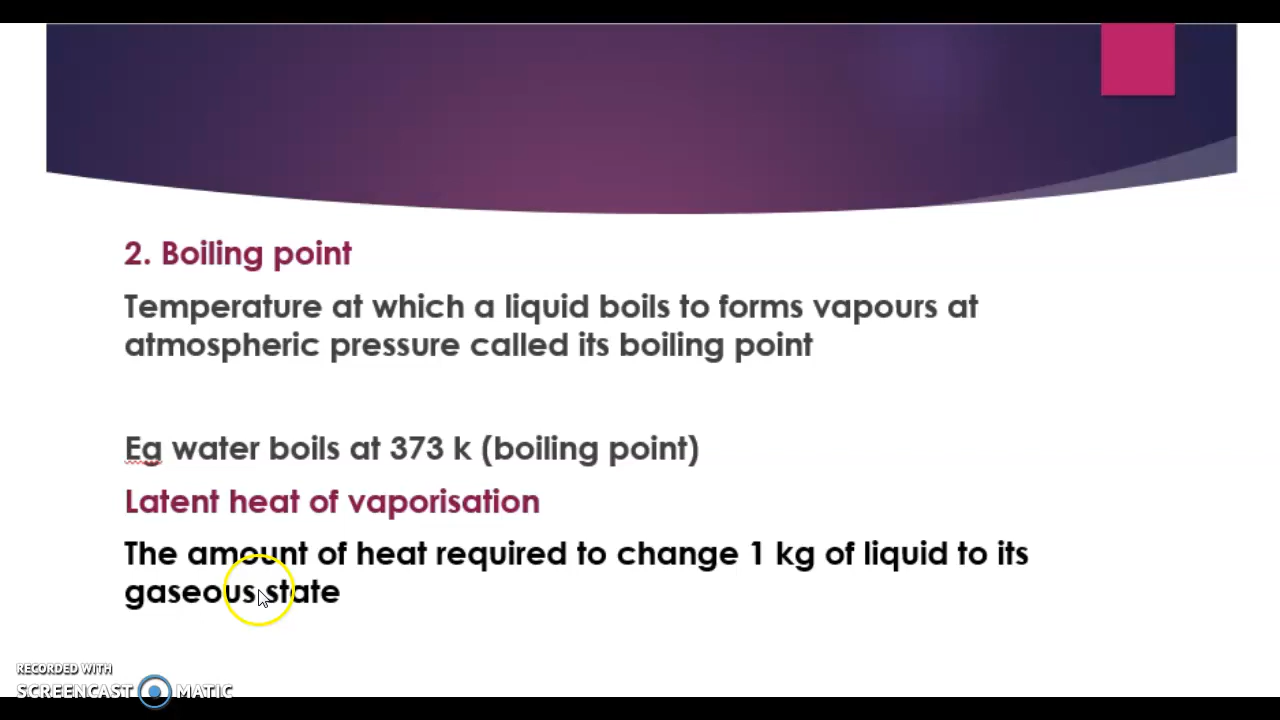 2. Boiling point
Temperature at which a liquid boils to forms vapours at
atmospheric pressure called its boiling point
Eg water boils at 373 k (boiling point)
Latent heat of vaporisation
The amount of heat required to change 1 kg of liquid to its
gaseous state
RECORDED WITH
SCREENCAST MATIC